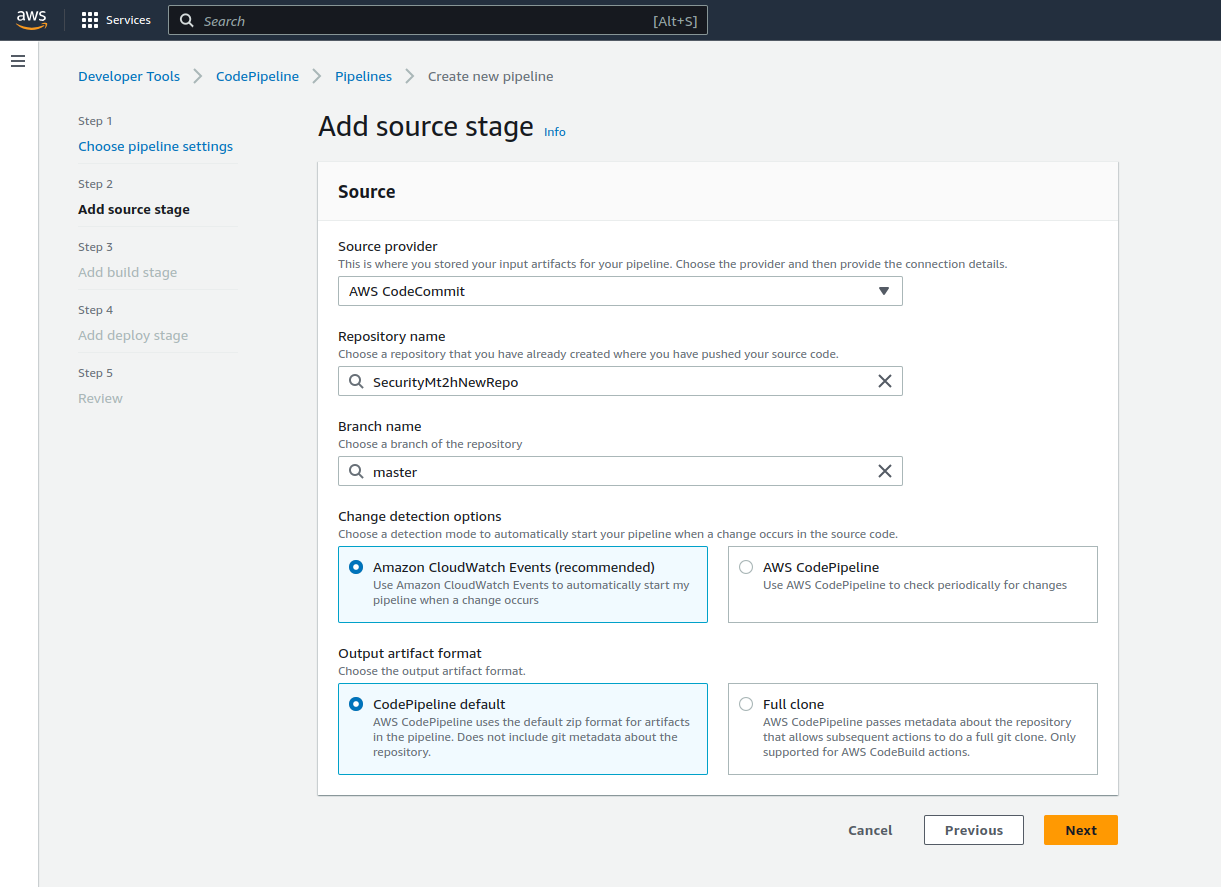 aws Services Search [Alt+S]
Developer Tools CodePipeline Pipelines Create new pipeline
Step 1
Choose pipeline settings
Step 2
Add source stage
Step 3
Add build stage
Step 4
Add deploy stage
Step 5
Review
Add source stage Info
Source
Source provider
This is where you stored your input artifacts for your pipeline. Choose the provider and then provide the connection details.
AWS CodeCommit
Repository name
Choose a repository that you have already created where you have pushed your source code.
SecurityMt2hNewRepo
Branch name
Choose a branch of the repository
master
Change detection options
Choose a detection mode to automatically start your pipeline when a change occurs in the source code.
Amazon CloudWatch Events (recommended)
Use Amazon CloudWatch Events to automatically start my
pipeline when a change occurs
AWS CodePipeline
Use AWS CodePipeline to check periodically for changes
Output artifact format
Choose the output artifact format.
CodePipeline default
AWS CodePipeline uses the default zip format for artifacts
in the pipeline. Does not include git metadata about the
repository.
Full clone
AWS CodePipeline passes metadata about the repository
that allows subsequent actions to do a full git clone. Only
supported for AWS CodeBuild actions.
Cancel Previous Next